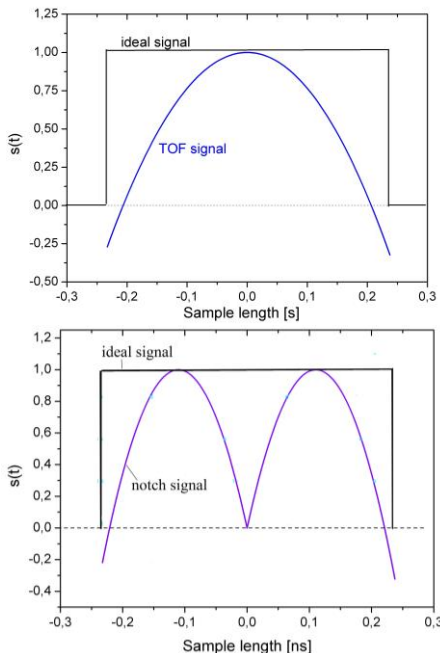 1,25
ideal signal
1,00
0,75
TOF signal
0,50
s(t)
0,25
0,00
-0,25
-0,50
-0,3 -0,2 -0,1 0,0 0,1 0,2 0,3
Sample length [s]
1,2
ideal signal
1,0
0,8
0,6
s(t)
0,4
notch signal
0,2
0,0
-0,2
-0,4
-0,3 -0,2 -0,1 0,0 0,1 0,2 0,3
Sample length [ns]